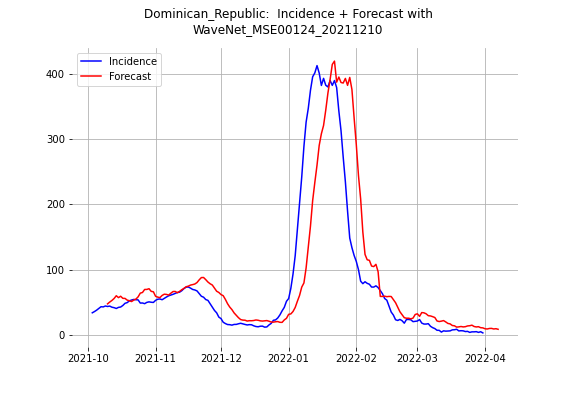 Dominican_Republic:  Incidence + Forecast with
WaveNet_MSE00124_20211210
Incidence
Forecast
400
300
200
100
0
2021-10 2021-11 2021-12 2022-01 2022-02 2022-03 2022-04